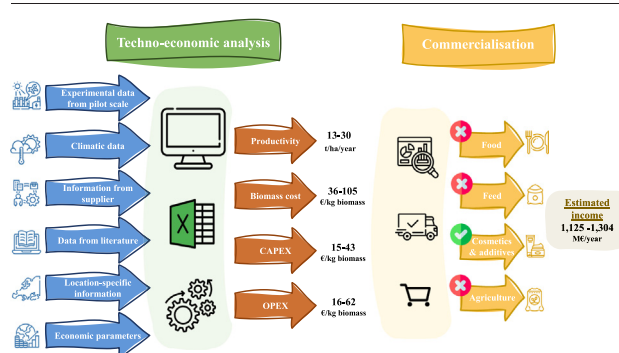 Techno-economic analysis
Commercialisation
Experimental data
from pilot scale
Climatic data
Information from
supplier
Data from literature
Location-specific
information
Economic parameters
X
Productivity
13-30
t/ha/year
Biomass cost
36-105
€/kg biomass
CAPEX
15-43
€/kg biomass
OPEX
16-62
€/kg biomass
Food
Feed
Cosmetics
& additives
Agriculture
Estimated
income
1,125 -1,304
M€/year